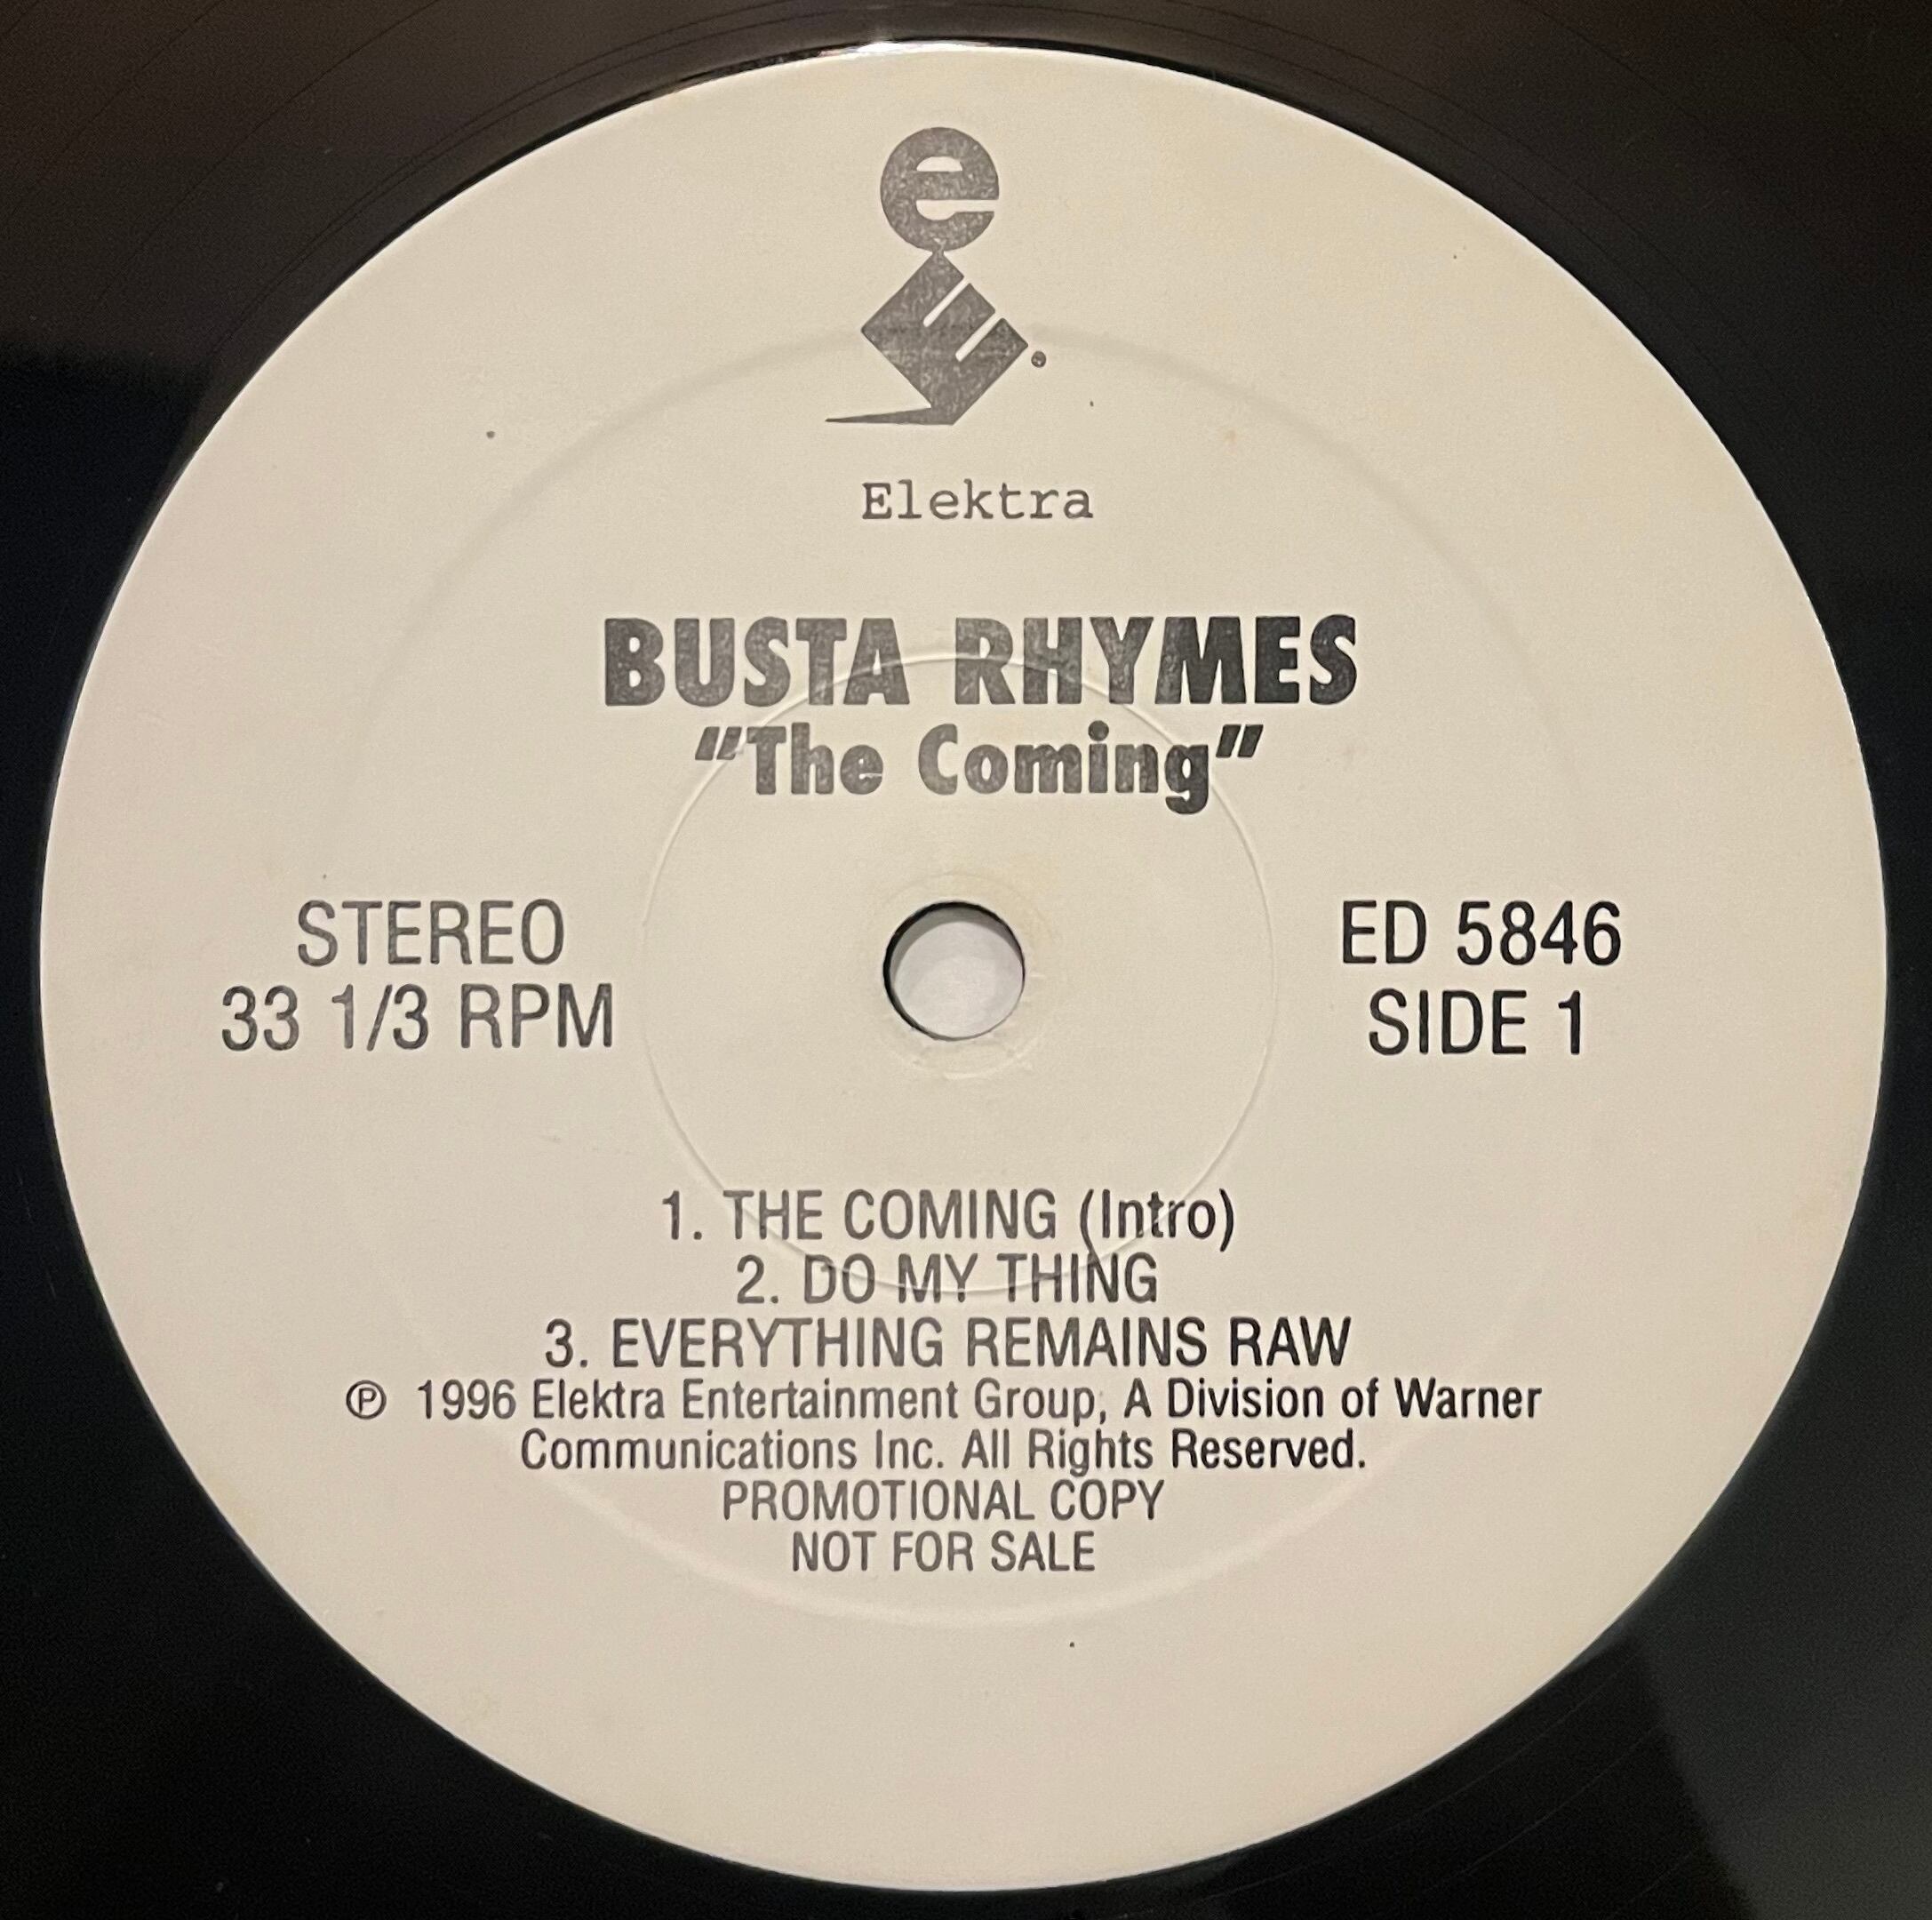 e
E
Elektra
BUSTA RHYMES
"The Coming"
STEREO
33 1/3 RPM
ED 5846
SIDE 1
1. THE COMING (Intro)
2. DO MY THING
3. EVERYTHING REMAINS RAW
℗ 1996 Elektra Entertainment Group, A Division of Warner
Communications Inc. All Rights Reserved.
PROMOTIONAL COPY
NOT FOR SALE